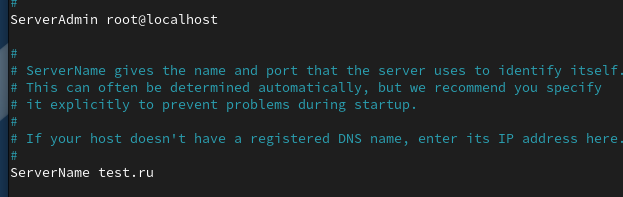 #
ServerAdmin root@localhost
#
# ServerName gives the name and port that the server uses to identify itself.
# This can often be determined automatically, but we recommend you specify
# it explicitly to prevent problems during startup.
#
# If your host doesn't have a registered DNS name, enter its IP address here.
#
ServerName test.ru